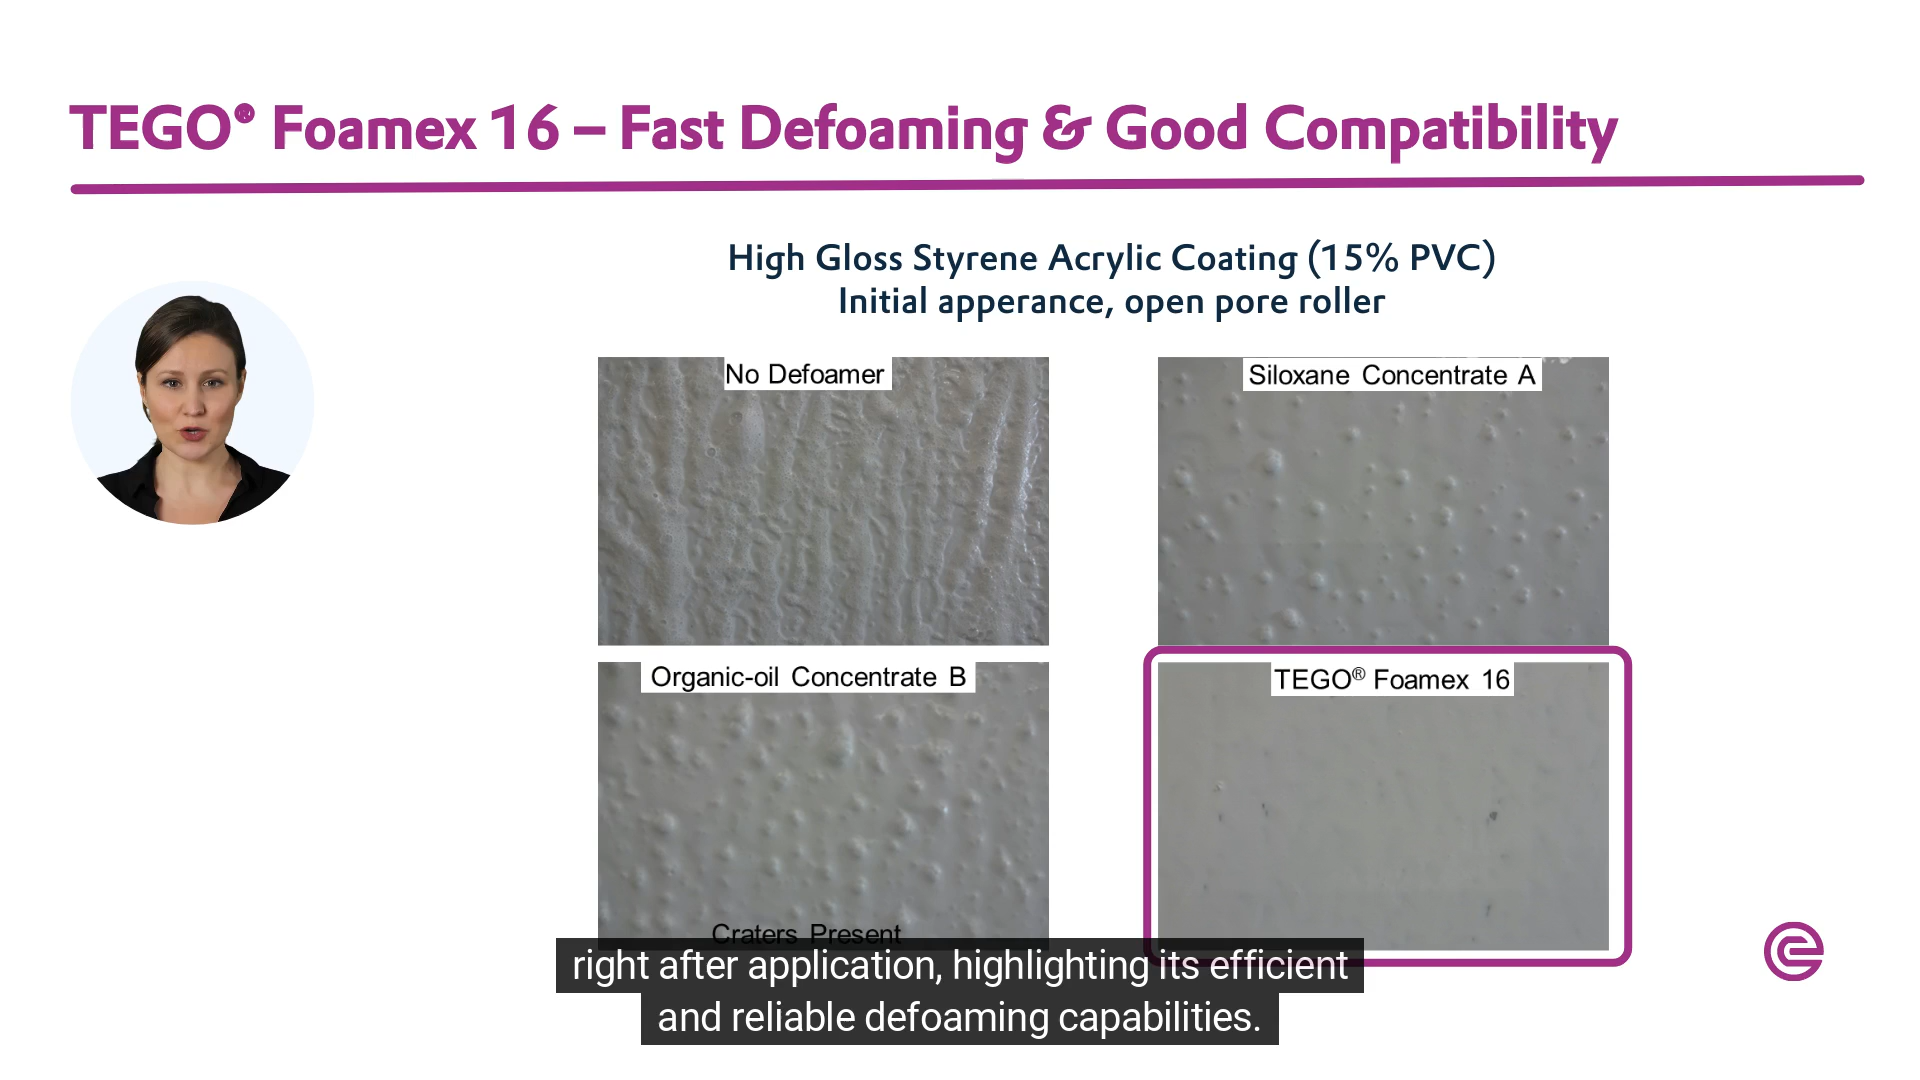 TEGO® Foamex 16 – Fast Defoaming & Good Compatibility
High Gloss Styrene Acrylic Coating (15% PVC)
Initial apperance, open pore roller
No Defoamer
Siloxane Concentrate A
Organic-oil Concentrate B
TEGO® Foamex 16
Craters Present
right after application, highlighting its efficient
and reliable defoaming capabilities.